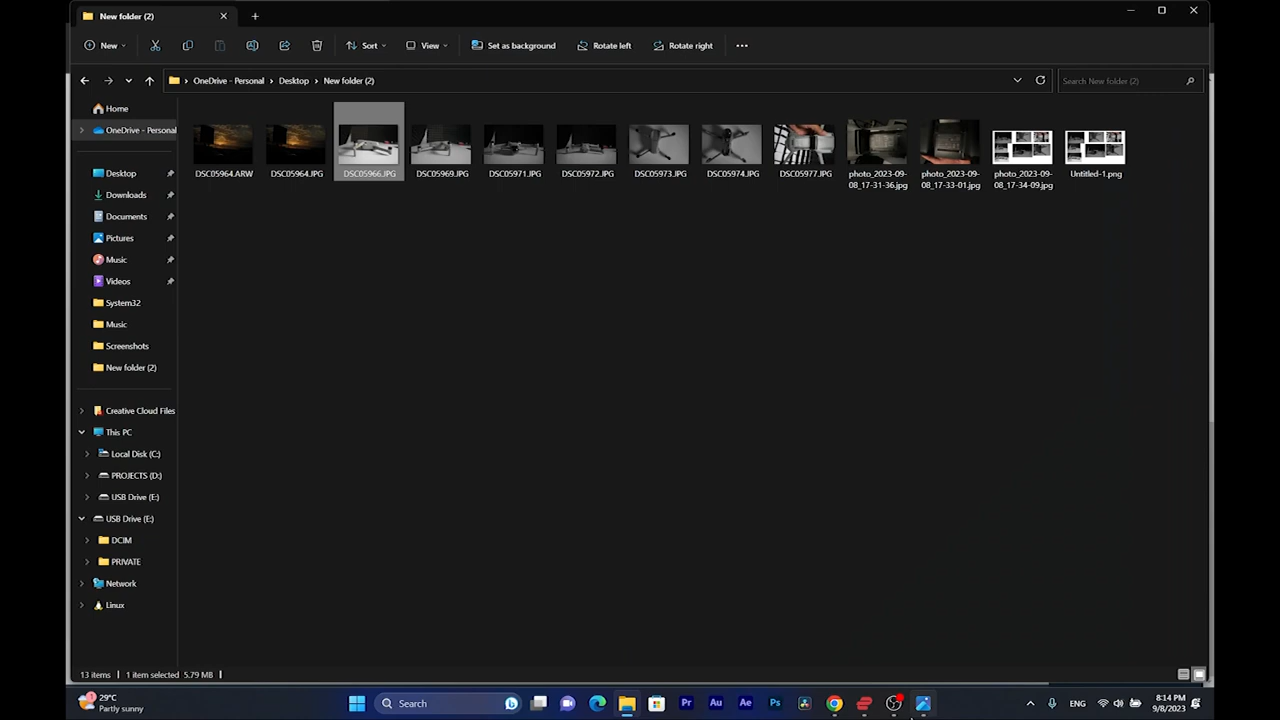 New folder (2)
New
Sort
View
Set as background
Rotate left
Rotate right
OneDrive - Personal
Desktop
New folder (2)
Search New folder (2)
Home
OneDrive - Personal
Desktop
Downloads
Documents
Pictures
Music
Videos
System32
Music
Screenshots
New folder (2)
Creative Cloud Files
This PC
Local Disk (C:)
PROJECTS (D:)
USB Drive (E:)
USB Drive (E:)
DCIM
PRIVATE
Network
Linux
DSC05964.ARW
DSC05964.JPG
DSC05966.JPG
DSC05969.JPG
DSC05971.JPG
DSC05972.JPG
DSC05973.JPG
DSC05974.JPG
DSC05977.JPG
photo_2023-09-
08_17-31-36.jpg
photo_2023-09-
08_17-33-01.jpg
photo_2023-09-
08_17-34-09.jpg
Untitled-1.png
13 items
1 item selected 5.79 MB
1
29°C
Partly sunny
Search
Pr
Au
Ae
Ps
ENG
8:14 PM
9/8/2023